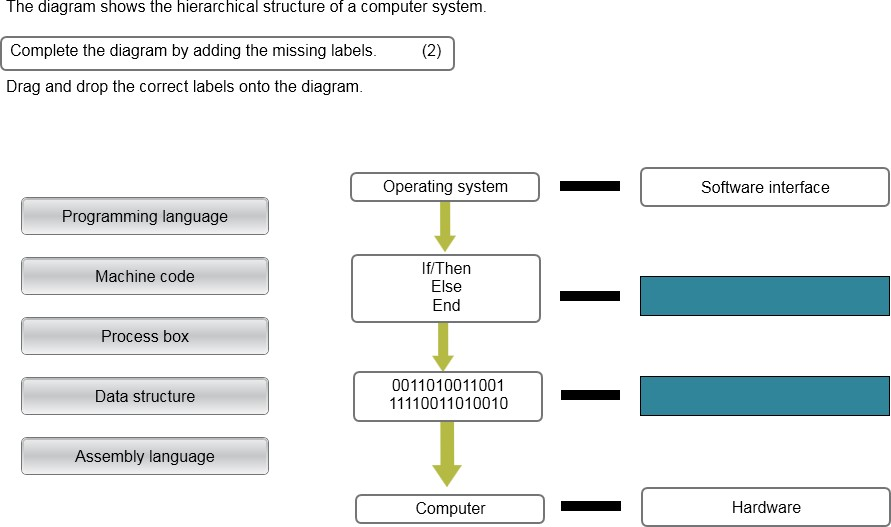 The diagram shows the hierarchical structure of a computer system.
Complete the diagram by adding the missing labels. (2)
Drag and drop the correct labels onto the diagram.
Operating system
Software interface
Programming language
If/Then
Else
End
Machine code
Process box
Data structure
0011010011001
11110011010010
Assembly language
Computer
Hardware